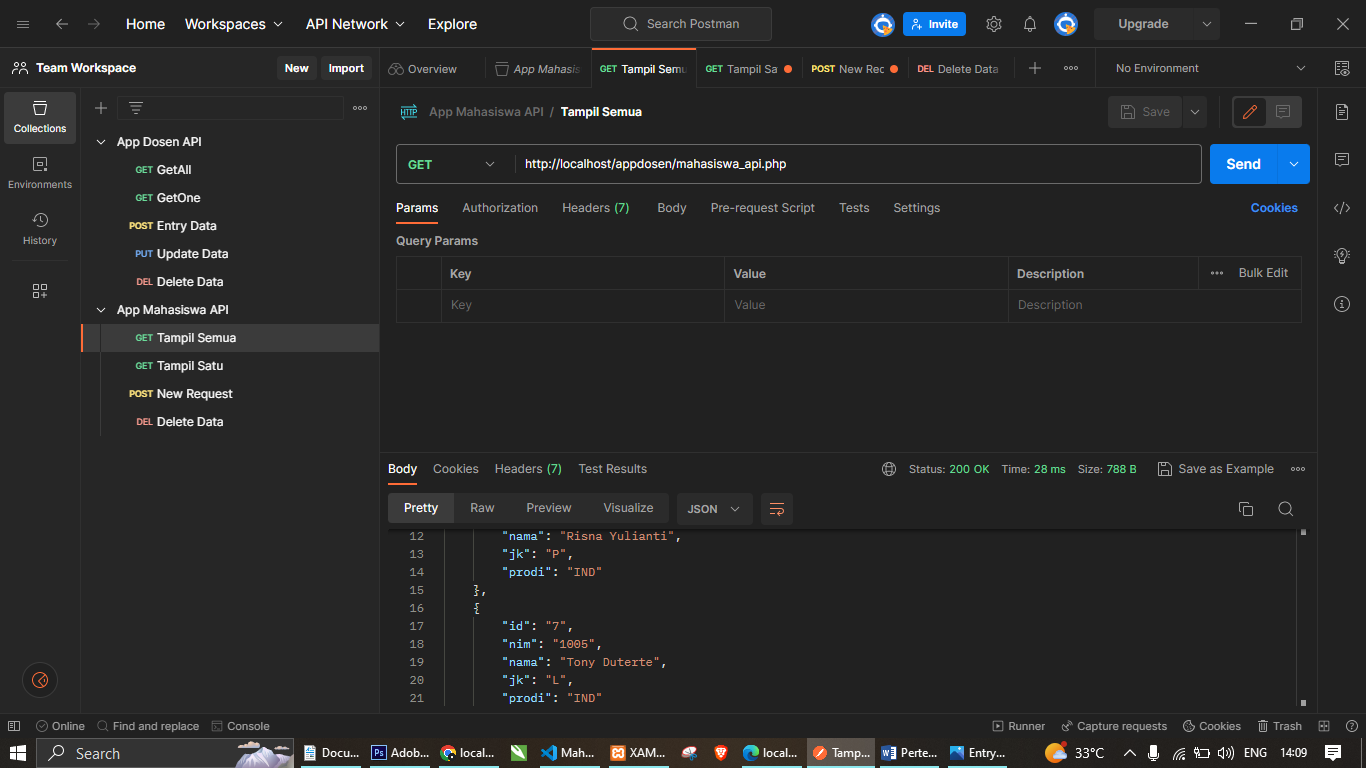 Home Workspaces API Network Explore Search Postman Invite Upgrade
Team Workspace New Import Overview App Mahasis GET Tampil Semu GET Tampil Sa POST New Rec DEL Delete Data No Environment
Collections
Environments
History
App Dosen API
GET GetAll
GET GetOne
POST Entry Data
PUT Update Data
DEL Delete Data
App Mahasiswa API
GET Tampil Semua
GET Tampil Satu
POST New Request
DEL Delete Data
HTTP App Mahasiswa API / Tampil Semua Save
GET http://localhost/appdosen/mahasiswa_api.php Send
Params Authorization Headers (7) Body Pre-request Script Tests Settings Cookies
Query Params
Key Value Description Bulk Edit
Key Value Description
Body Cookies Headers (7) Test Results Status: 200 OK Time: 28 ms Size: 788 B Save as Example
Pretty Raw Preview Visualize JSON
12 "nama": "Risna Yulianti",
13 "jk": "P",
14 "prodi": "IND"
15 },
16 {
17 "id": "7",
18 "nim": "1005",
19 "nama": "Tony Duterte",
20 "jk": "L",
21 "prodi": "IND"
Online Find and replace Console Runner Capture requests Cookies Trash
Search Docu... Ps Adob... local... Mah... XAM... local... Tamp... Perte... Entry... 33°C ENG 14:09